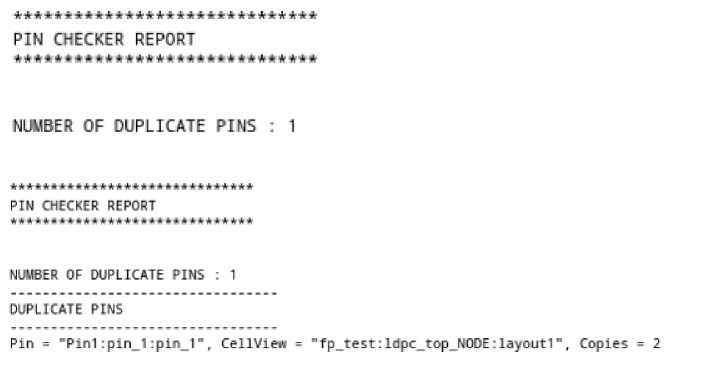 ******************************
PIN CHECKER REPORT
******************************
NUMBER OF DUPLICATE PINS : 1
******************************
PIN CHECKER REPORT
******************************
NUMBER OF DUPLICATE PINS : 1
---------------------------------
DUPLICATE PINS
---------------------------------
Pin = "Pin1:pin_1:pin_1", CellView = "fp_test:ldpc_top_NODE:layout1", Copies = 2